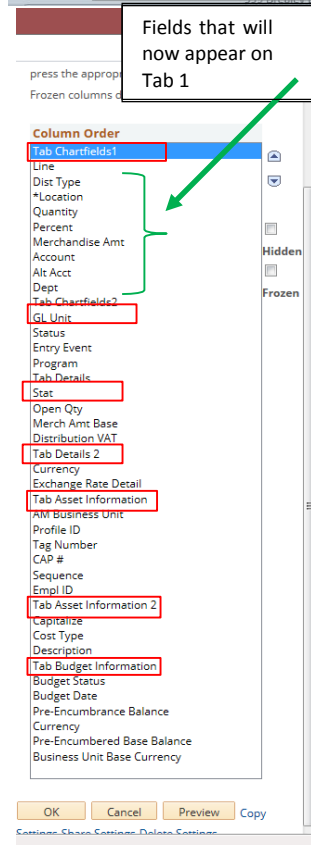 Fields that will
now appear on
Tab 1
press the approp
Frozen columns d
Column Order
Tab Chartfields1
Line
Dist Type
*Location
Quantity
Percent
Merchandise Amt
Account
Alt Acct
Dept
Tab Chartfields2
GL Unit
Status
Entry Event
Program
Tab Details
Stat
Open Qty
Merch Amt Base
Distribution VAT
Tab Details 2
Currency
Exchange Rate Detail
Tab Asset Information
AM Business Unit
Profile ID
Tag Number
CAP #
Sequence
Empl ID
Tab Asset Information 2
Capitalize
Cost Type
Description
Tab Budget Information
Budget Status
Budget Date
Pre-Encumbrance Balance
Currency
Pre-Encumbered Base Balance
Business Unit Base Currency
Hidden
Frozen
OK Cancel Preview Copy
Settings Share Settings Delete Settings